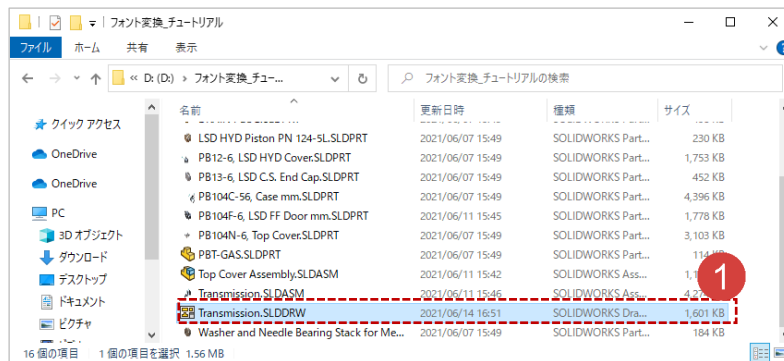 フォント変換_チュートリアル
ファイル ホーム 共有 表示
« D: (D:) › フォント変換_チュー... フォント変換_チュートリアルの検索
名前 更新日時 種類 サイズ
クイック アクセス
OneDrive
OneDrive
PC
3D オブジェクト
ダウンロード
デスクトップ
ドキュメント
ピクチャ
LSD HYD Piston PN 124-5L.SLDPRT 2021/06/07 15:49 SOLIDWORKS Part... 230 KB
PB12-6, LSD HYD Cover.SLDPRT 2021/06/07 15:49 SOLIDWORKS Part... 1,753 KB
PB13-6, LSD C.S. End Cap.SLDPRT 2021/06/07 15:49 SOLIDWORKS Part... 452 KB
PB104C-56, Case mm.SLDPRT 2021/06/07 15:49 SOLIDWORKS Part... 4,396 KB
PB104F-6, LSD FF Door mm.SLDPRT 2021/06/11 15:45 SOLIDWORKS Part... 1,778 KB
PB104N-6, Top Cover.SLDPRT 2021/06/07 15:49 SOLIDWORKS Part... 3,103 KB
PBT-GAS.SLDPRT 2021/06/07 15:49 SOLIDWORKS Part... 114 KB
Top Cover Assembly.SLDASM 2021/06/11 15:42 SOLIDWORKS Ass...
Transmission.SLDASM 2021/06/11 15:46 SOLIDWORKS Ass...
Transmission.SLDDRW 2021/06/14 16:51 SOLIDWORKS Dra... 1,601 KB
Washer and Needle Bearing Stack for Me... 2021/06/07 15:49 SOLIDWORKS Part... 184 KB
1
16 個の項目 1 個の項目を選択 1.56 MB